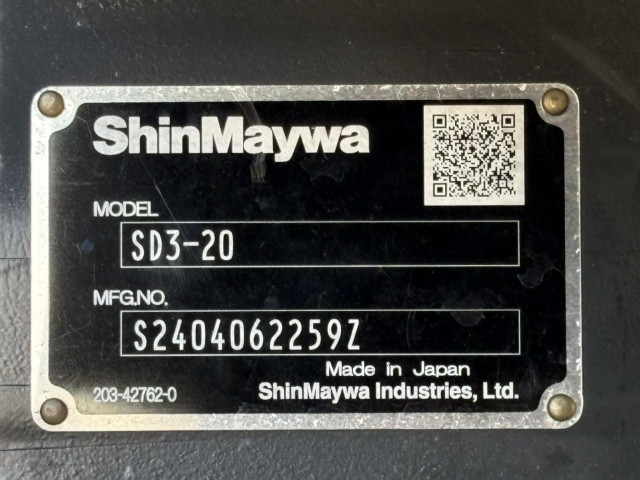 ShinMaywa
MODEL
SD3-20
MFG.NO.
S2404062259Z
Made in Japan
203-42762-0
ShinMaywa Industries, Ltd.